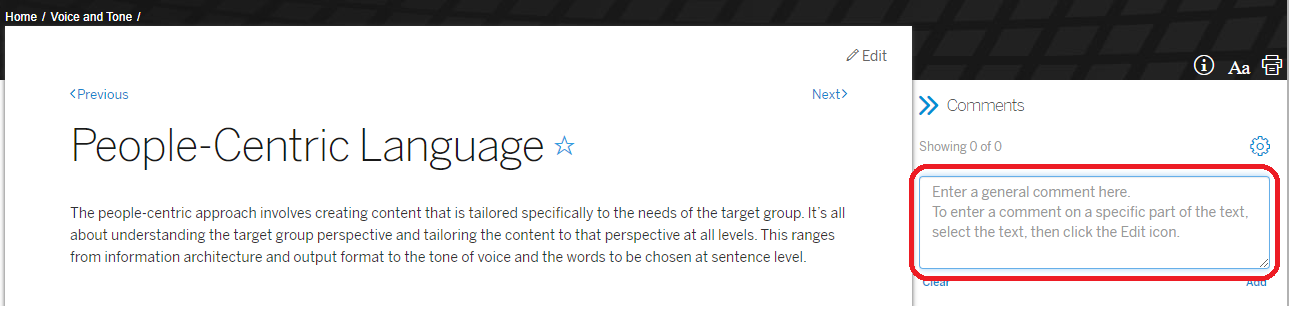 Home / Voice and Tone /
Edit
Aa
Previous
Next
Comments
People-Centric Language
Showing 0 of 0
Enter a general comment here.
To enter a comment on a specific part of the text,
select the text, then click the Edit icon.
The people-centric approach involves creating content that is tailored specifically to the needs of the target group. It's all
about understanding the target group perspective and tailoring the content to that perspective at all levels. This ranges
from information architecture and output format to the tone of voice and the words to be chosen at sentence level.
Clear
Add